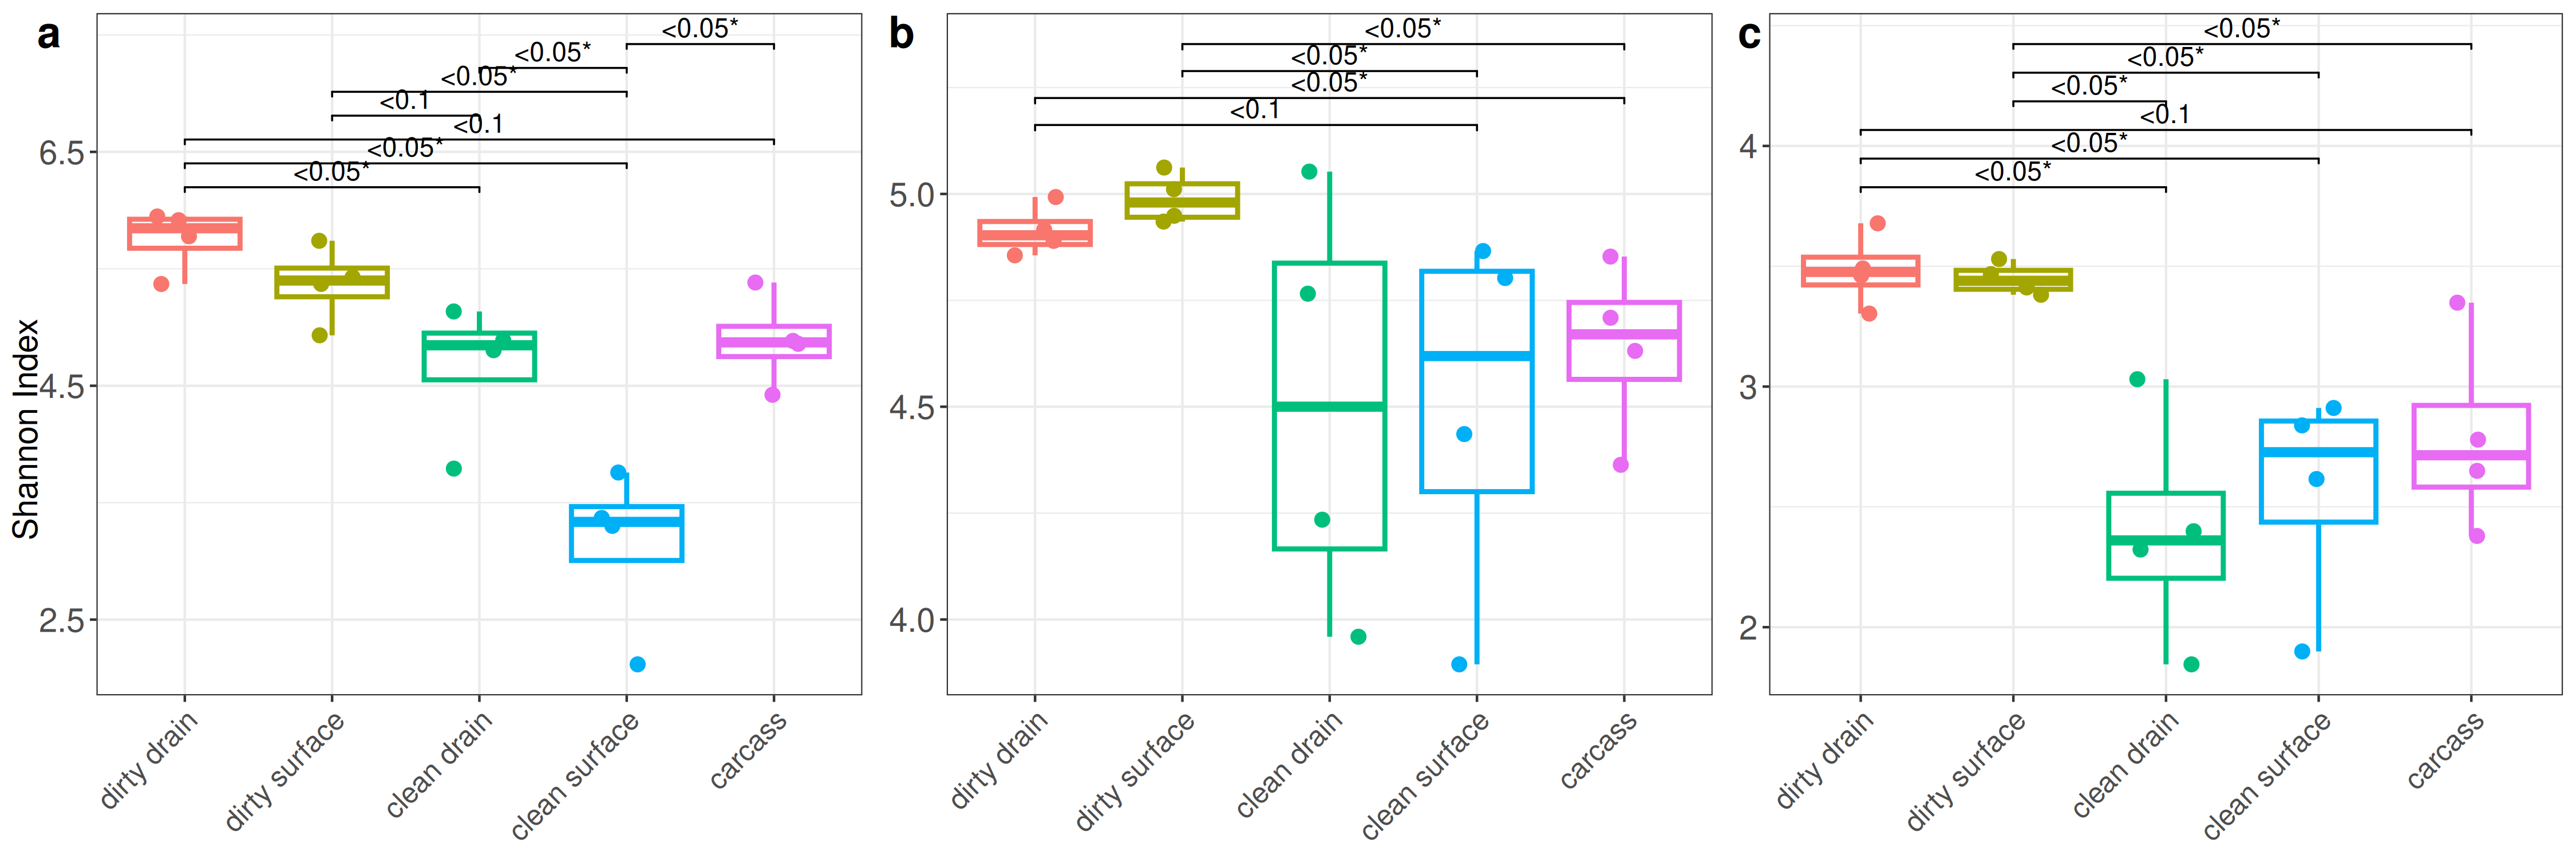 a
<0.05*
<0.05*
<0.05*
<0.1
<0.1
<0.05*
<0.05*
6.5
4.5
2.5
Shannon Index
dirty drain
dirty surface
clean drain
clean surface
carcass
b
<0.05*
<0.05*
<0.05*
<0.1
5.0
4.5
4.0
dirty drain
dirty surface
clean drain
clean surface
carcass
c
<0.05*
<0.05*
<0.05*
<0.1
<0.05*
<0.05*
4
3
2
dirty drain
dirty surface
clean drain
clean surface
carcass